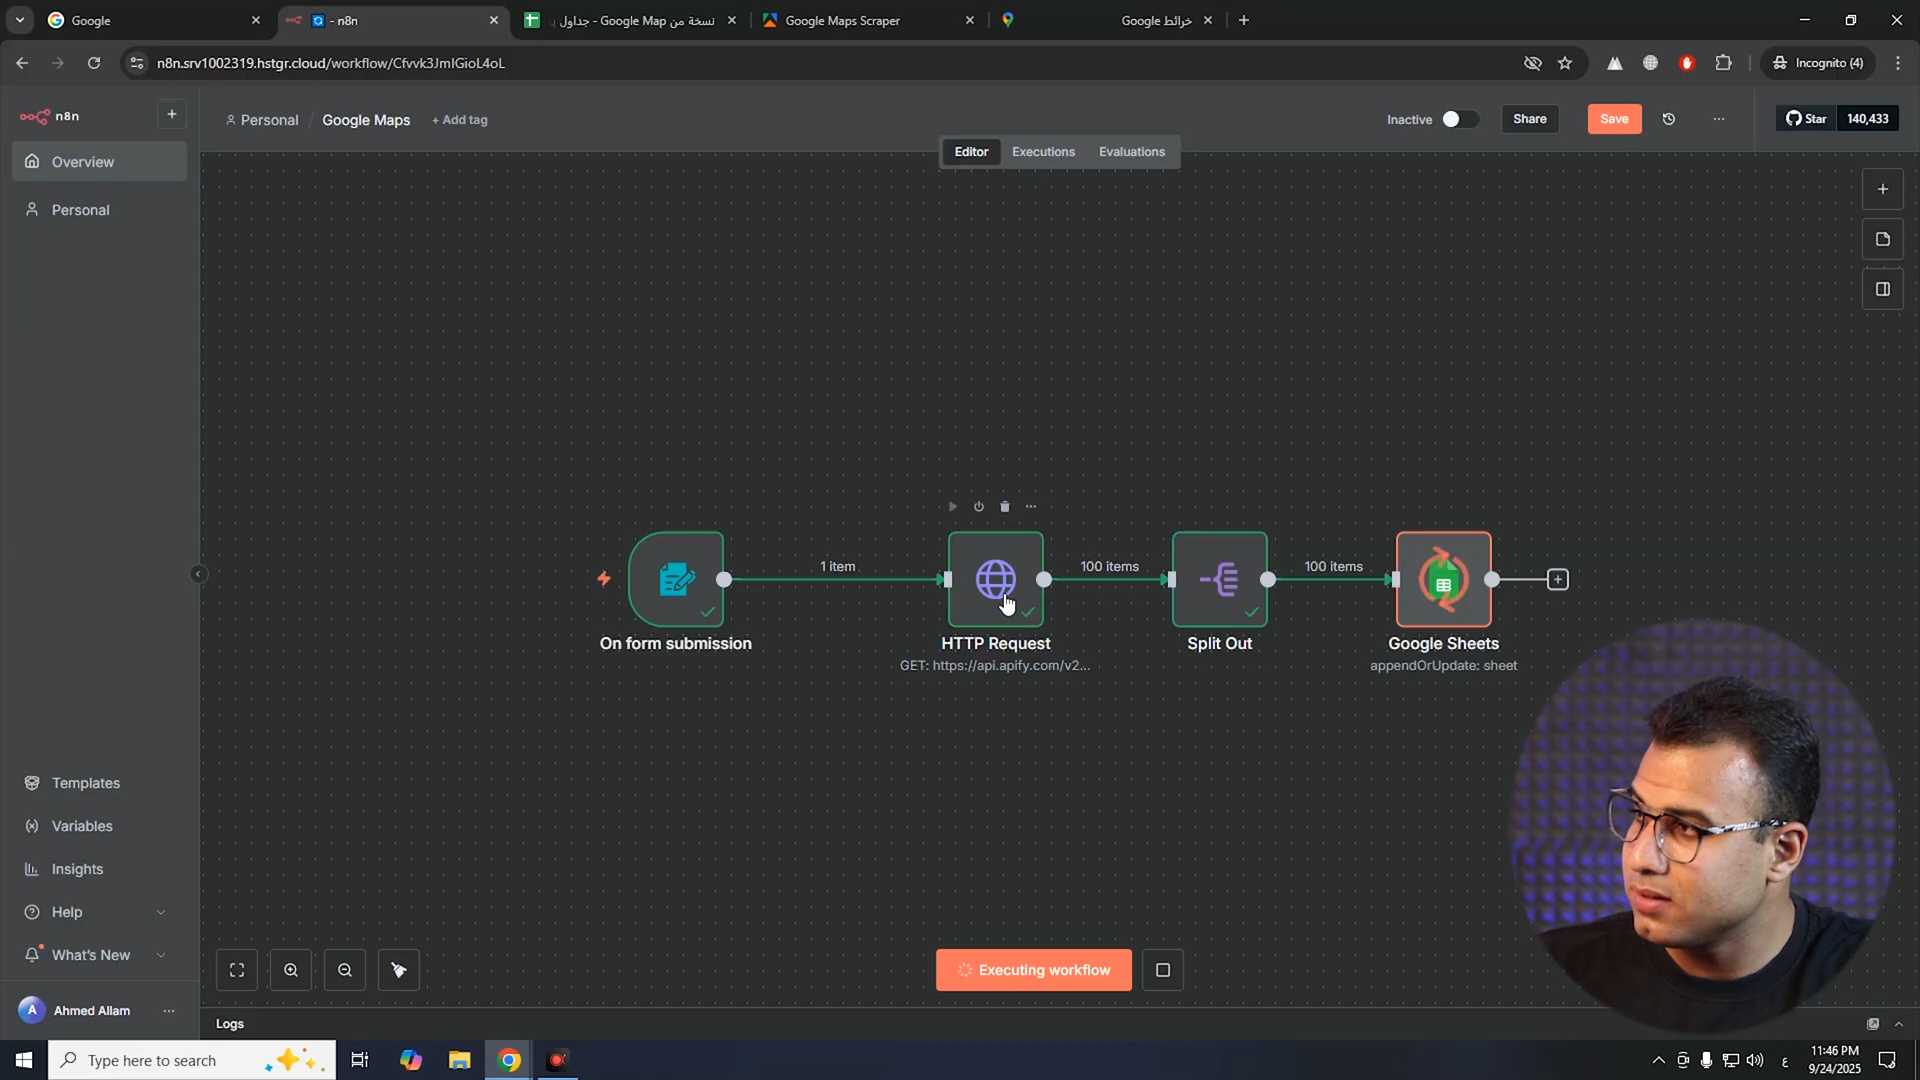 Google
- n8n
نسخة من Google Map - جداول بـ
Google Maps Scraper
خرائط Google
n8n.srv1002319.hstgr.cloud/workflow/Cfvvk3JmIGioL4oL
Incognito (4)
n8n
Personal / Google Maps + Add tag
Inactive
Share
Save
Star 140,433
Editor Executions Evaluations
Overview
Personal
1 item
100 items
100 items
On form submission
HTTP Request
GET: https://api.apify.com/v2...
Split Out
Google Sheets
appendOrUpdate: sheet
Templates
Variables
Insights
Help
What's New
Executing workflow
A
Ahmed Allam
Logs
Type here to search
ع
11:46 PM
9/24/2025